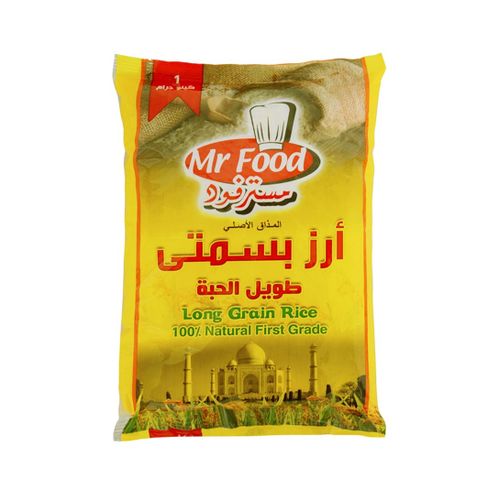 1
كيلو جرام
Mr Food
مستر فود
المذاق الأصلي
أرز بسمتى
طويل الحبة
Long Grain Rice
100% Natural First Grade